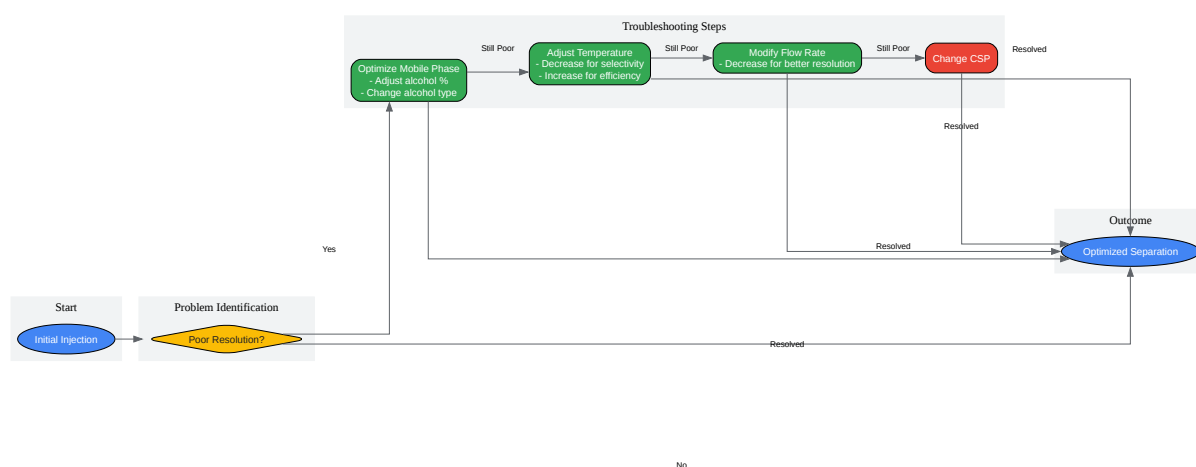 Troubleshooting Steps
Optimize Mobile Phase
- Adjust alcohol %
- Change alcohol type
Still Poor
Adjust Temperature
- Decrease for selectivity
- Increase for efficiency
Still Poor
Modify Flow Rate
- Decrease for better resolution
Still Poor
Change CSP
Resolved
Resolved
Outcome
Optimized Separation
Resolved
Yes
Start
Initial Injection
Problem Identification
Poor Resolution?
Resolved
No